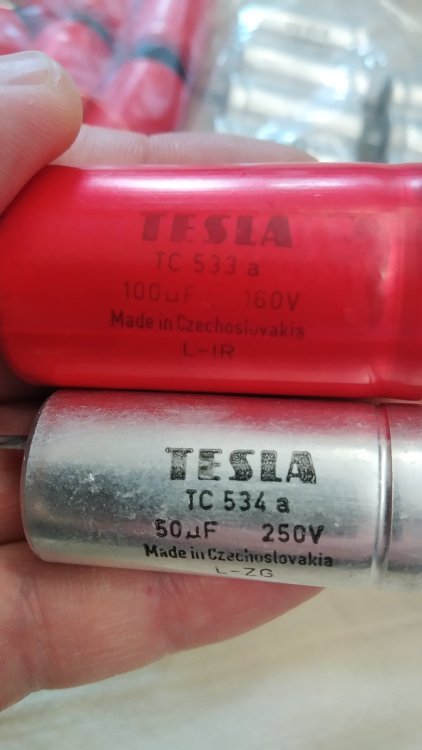 TESLA
TC 533 a
100µF 160V
Made in Czechoslovakia
L-IR
TESLA
TC 534 a
50µF 250V
Made in Czechoslovakia
L-ZG